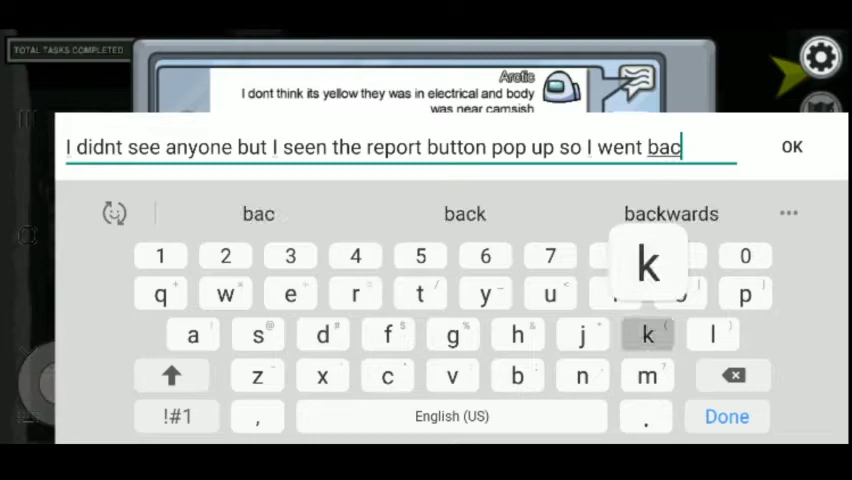 TOTAL TASKS COMPLETED
Arctic
I dont think its yellow they was in electrical and body
was near camsish
I didnt see anyone but I seen the report button pop up so I went bac
OK
bac back backwards
k
1 2 3 4 5 6 7 0
q w e r t y u p
a s d f g h j k l
z x c v b n m
!#1 , English (US) . Done